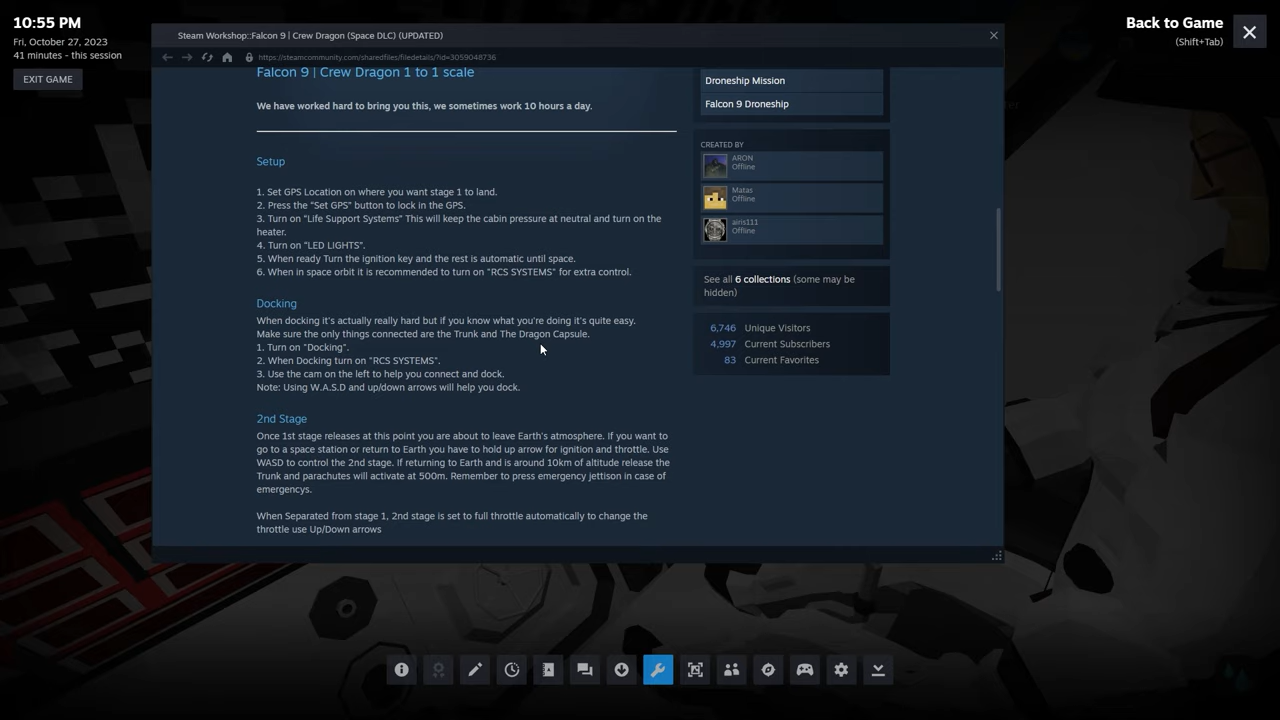 10:55 PM
Fri, October 27, 2023
41 minutes - this session
EXIT GAME
Back to Game
(Shift+Tab)
Steam Workshop::Falcon 9 | Crew Dragon (Space DLC) (UPDATED)
https://steamcommunity.com/sharedfiles/filedetails/?id=3059048736
Falcon 9 | Crew Dragon 1 to 1 scale
We have worked hard to bring you this, we sometimes work 10 hours a day.
Setup
1. Set GPS Location on where you want stage 1 to land.
2. Press the "Set GPS" button to lock in the GPS.
3. Turn on "Life Support Systems" This will keep the cabin pressure at neutral and turn on the
heater.
4. Turn on "LED LIGHTS".
5. When ready Turn the ignition key and the rest is automatic until space.
6. When in space orbit it is recommended to turn on "RCS SYSTEMS" for extra control.
Docking
When docking it's actually really hard but if you know what you're doing it's quite easy.
Make sure the only things connected are the Trunk and The Dragon Capsule.
1. Turn on "Docking".
2. When Docking turn on "RCS SYSTEMS".
3. Use the cam on the left to help you connect and dock.
Note: Using W.A.S.D and up/down arrows will help you dock.
2nd Stage
Once 1st stage releases at this point you are about to leave Earth's atmosphere. If you want to
go to a space station or return to Earth you have to hold up arrow for ignition and throttle. Use
WASD to control the 2nd stage. If returning to Earth and is around 10km of altitude release the
Trunk and parachutes will activate at 500m. Remember to press emergency jettison in case of
emergencys.
When Separated from stage 1, 2nd stage is set to full throttle automatically to change the
throttle use Up/Down arrows
Droneship Mission
Falcon 9 Droneship
CREATED BY
ARON
Offline
Matas
Offline
airis111
Offline
See all 6 collections (some may be
hidden)
6,746 Unique Visitors
4,997 Current Subscribers
83 Current Favorites